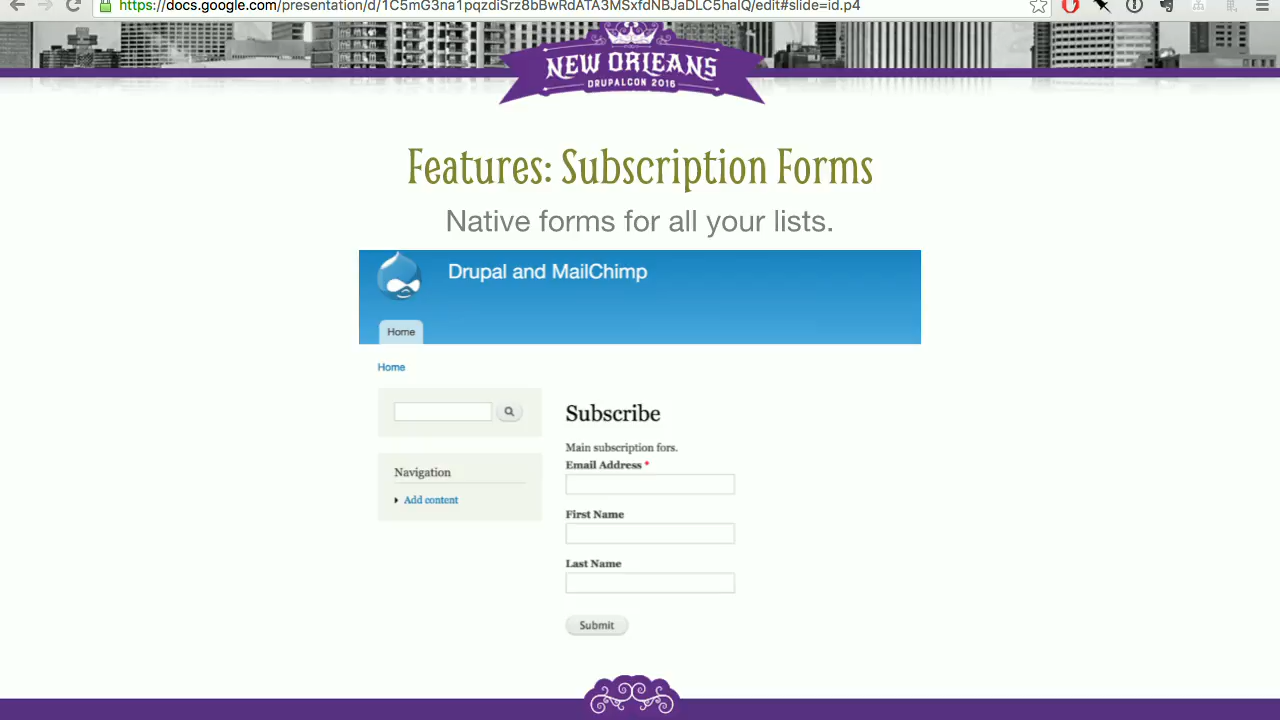 https://docs.google.com/presentation/d/1C5mG3na1pqzdiSrz8bBwRdATA3MSxfdNBJaDLC5halQ/edit#slide=id.p4
NEW ORLEANS
DRUPALCON 2016
Features: Subscription Forms
Native forms for all your lists.
Drupal and MailChimp
Home
Home
Navigation
Add content
Subscribe
Main subscription fors.
Email Address *
First Name
Last Name
Submit